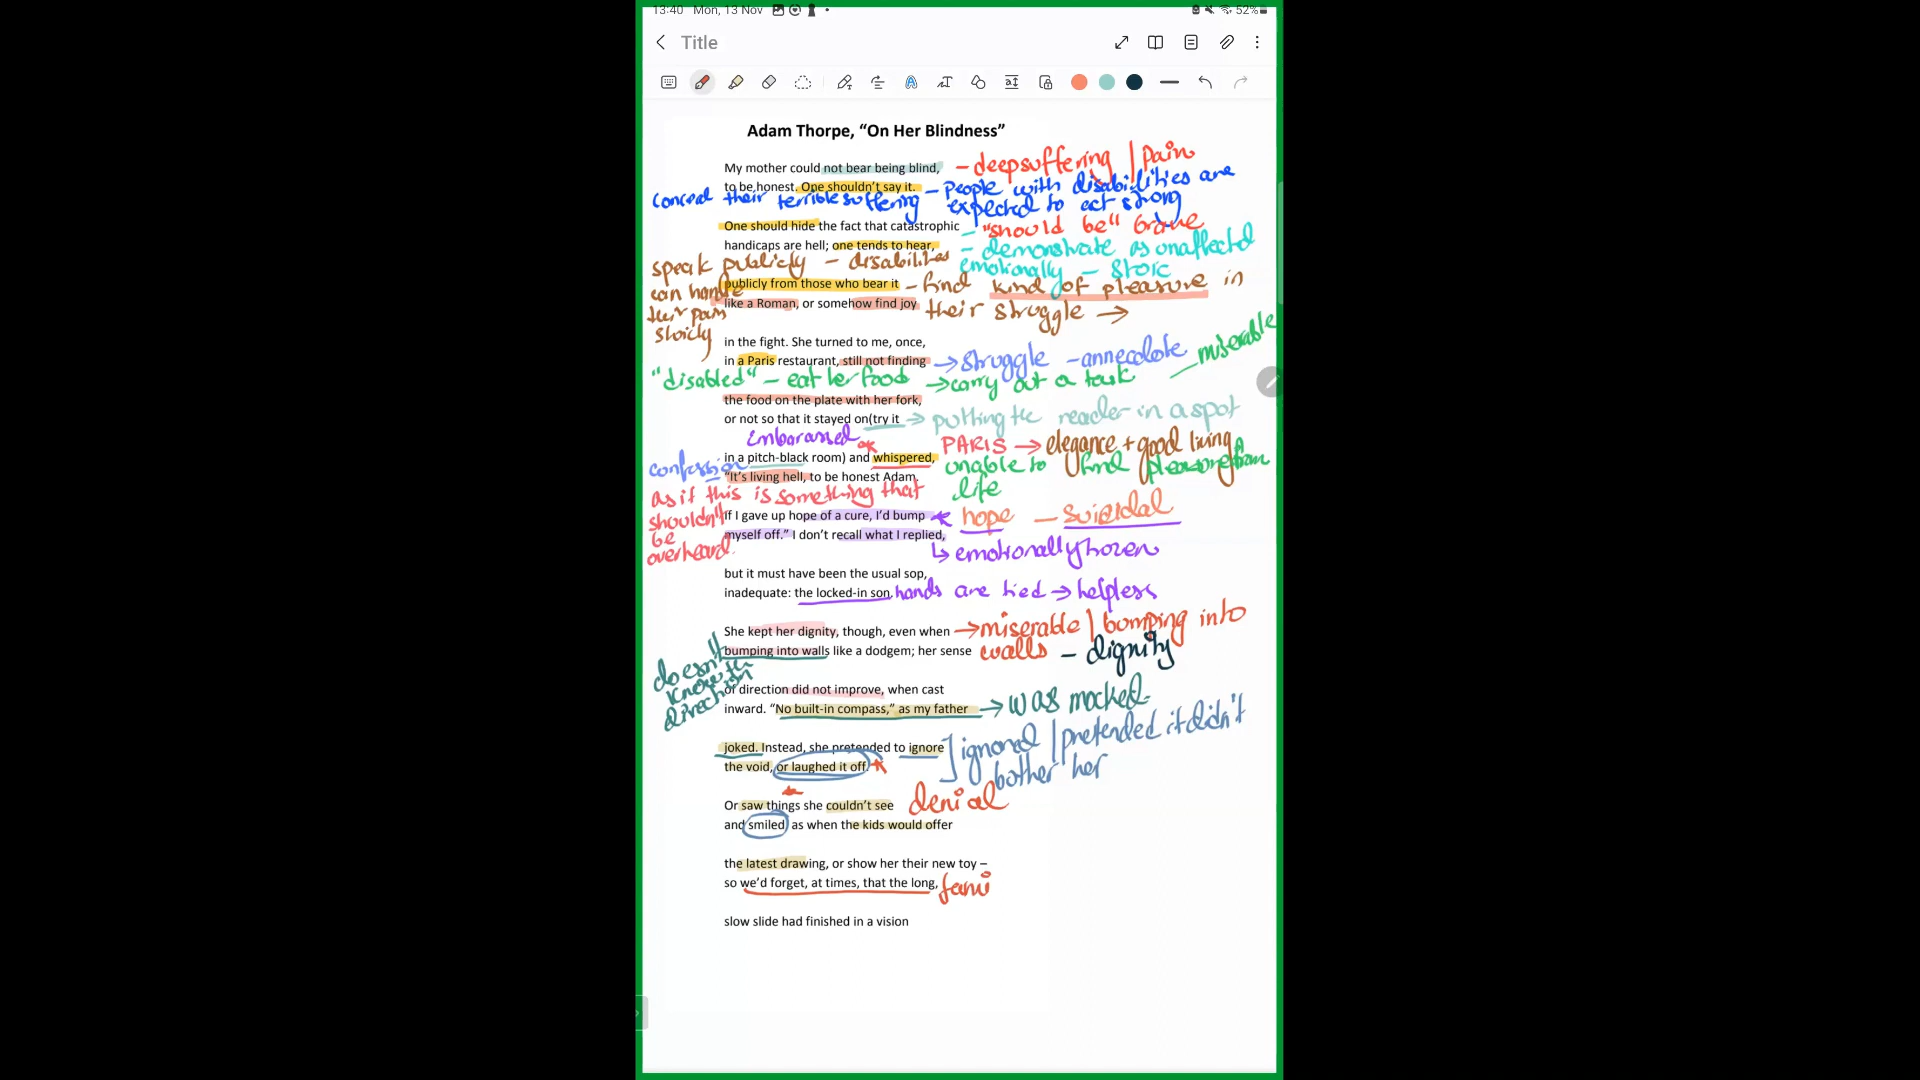 13:40 Mon, 13 Nov
52%
Title
Adam Thorpe, “On Her Blindness”
My mother could not bear being blind, – deep suffering / Pain
to be honest. One shouldn’t say it. – People with disabilities are
conceal their terrible suffering expected to act strong
One should hide the fact that catastrophic – "should be" brave
handicaps are hell; one tends to hear, – demonstrate as unaffected
emotionally – stoic
speak publicly – disabilities
can handle
their pain
stoicly
publicly from those who bear it – find kind of pleasure in
like a Roman, or somehow find joy their struggle →
in the fight. She turned to me, once,
in a Paris restaurant, still not finding → struggle – annecdote miserable
"disabled" – eat her food → carry out a task
the food on the plate with her fork,
or not so that it stayed on(try it → putting the reader in a spot
Embarassed PARIS → elegance + good living
in a pitch-black room) and whispered, unable to find pleasure from
life
confession
“It’s living hell, to be honest Adam.
as if this is something that
shouldn't
be
overheard.
If I gave up hope of a cure, I’d bump hope – suicidal
myself off.” I don’t recall what I replied,
↳ emotionally frozen
but it must have been the usual sop,
inadequate: the locked-in son. hands are tied → helpless
She kept her dignity, though, even when → miserable / bumping into
bumping into walls like a dodgem; her sense walls – dignity
doesn't
know the
direction
of direction did not improve, when cast
inward. “No built-in compass,” as my father → was mocked
joked. Instead, she pretended to ignore ignored / pretended it didn't
the void, or laughed it off. bother her
Or saw things she couldn’t see denial
and smiled as when the kids would offer
the latest drawing, or show her their new toy –
so we’d forget, at times, that the long, fami
slow slide had finished in a vision